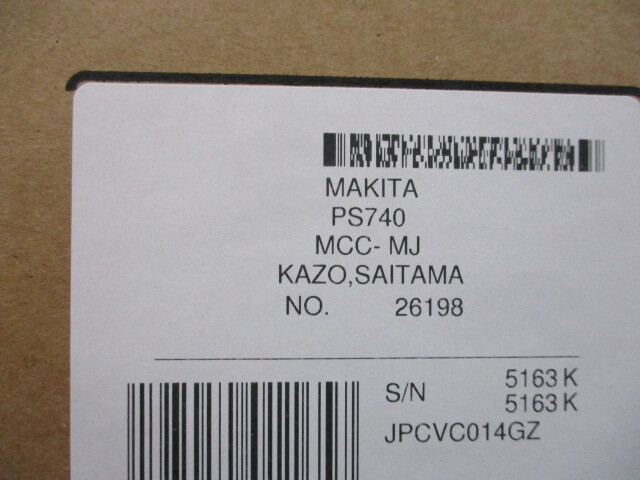 MAKITA
PS740
MCC- MJ
KAZO,SAITAMA
NO. 26198
S/N 5163 K
5163 K
JPCVC014GZ